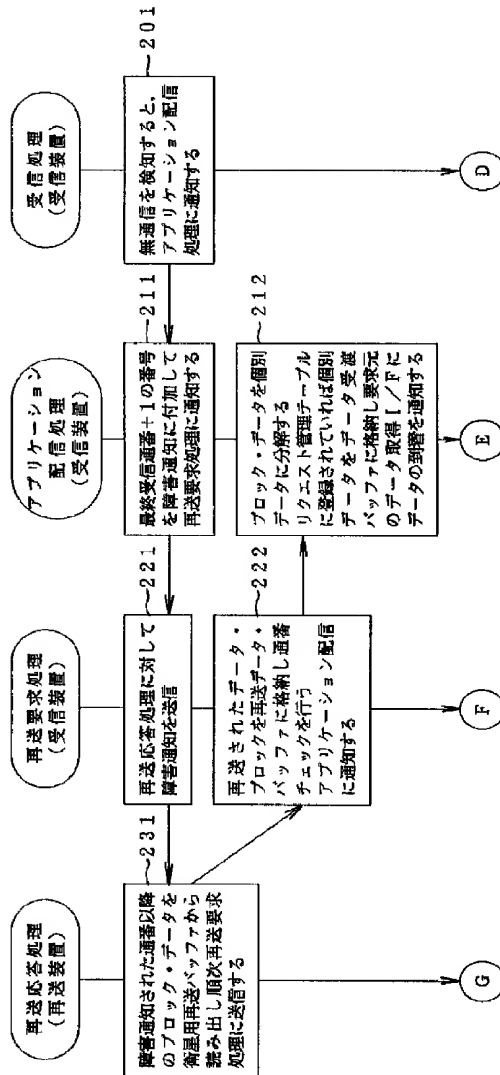 受信処理
(受信装置)
201
無通信を検知すると,
アプリケーション配信
処理に通知する
D
アプリケーション
配信処理
(受信装置)
211
最終受信通番+1の番号
を障害通知に付加して
再送要求処理に通知する
212
ブロック・データを個別
データに分解する
リクエスト管理テーブル
に登録されていれば個別
データをデータ受渡
バッファに格納し要求元
のデータ取得I/Fに
データの到着を通知する
E
再送要求処理
(受信装置)
221
再送応答処理に対して
障害通知を送信
222
再送されたデータ・
ブロックを再送データ・
バッファに格納し通番
チェックを行う
アプリケーション配信
に通知する
F
再送応答処理
(再送装置)
231
障害通知された通番以降
のブロック・データを
衛星用再送バッファから
読み出し順次再送要求
処理に送信する
G